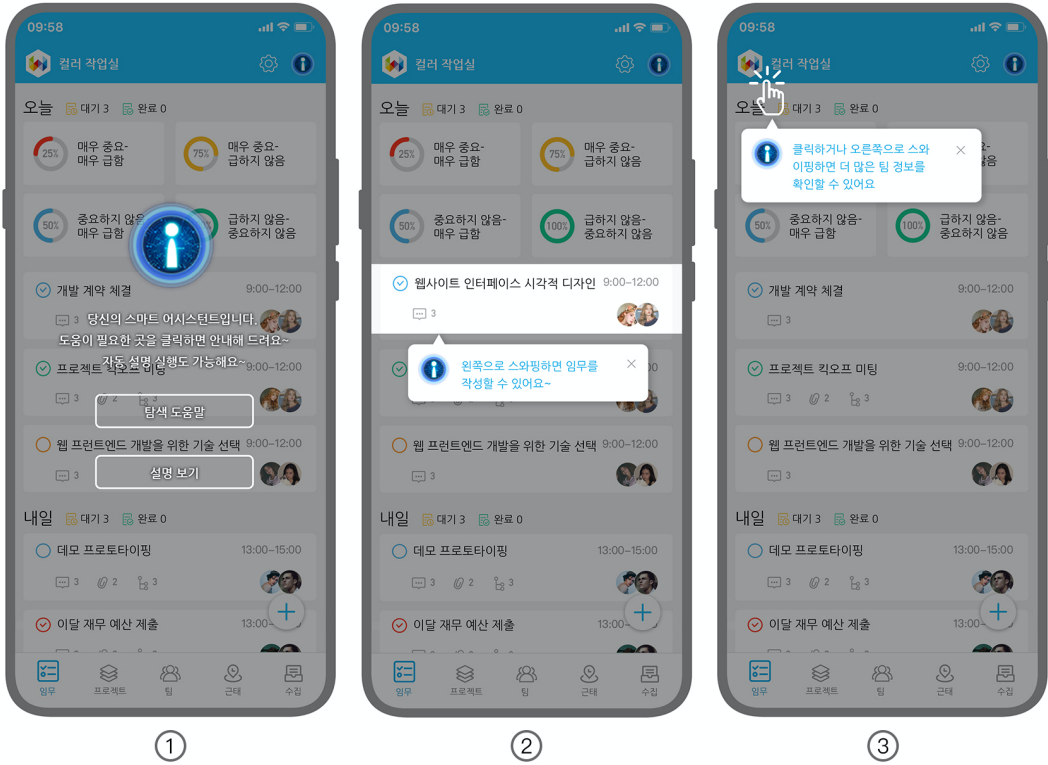 09:58
컬러 작업실
오늘 대기 3 완료 0
25% 매우 중요-
매우 급함
75% 매우 중요-
급하지 않음
50% 중요하지 않
매우 급함
급하지 않음-
중요하지 않음
개발 계약 체결 9:00–12:00
3
당신의 스마트 어시스턴트입니다.
도움이 필요한 곳을 클릭하면 안내해 드려요~
자동 설명 실행도 가능해요~
프로젝트 킥오프 미팅 9:00–12:00
3 2 3
탐색 도움말
웹 프런트엔드 개발을 위한 기술 선택 9:00–12:00
3
설명 보기
내일 대기 3 완료 0
데모 프로토타이핑 13:00–15:00
3 2 3
이달 재무 예산 제출 13:00
임무 프로젝트 팀 근태 수집
①
09:58
컬러 작업실
오늘 대기 3 완료 0
25% 매우 중요-
매우 급함
75% 매우 중요-
급하지 않음
50% 중요하지 않음-
매우 급함
100% 급하지 않음-
중요하지 않음
웹사이트 인터페이스 시각적 디자인 9:00–12:00
3
왼쪽으로 스와핑하면 임무를
작성할 수 있어요~
웹 프런트엔드 개발을 위한 기술 선택 9:00–12:00
3
내일 대기 3 완료 0
데모 프로토타이핑 13:00–15:00
3 2 3
이달 재무 예산 제출 13:00
임무 프로젝트 팀 근태 수집
②
09:58
컬러 작업실
오늘 대기 3 완료 0
클릭하거나 오른쪽으로 스와
이핑하면 더 많은 팀 정보를
확인할 수 있어요
50% 중요하지 않음-
매우 급함
100% 급하지 않음-
중요하지 않음
개발 계약 체결 9:00–12:00
3
프로젝트 킥오프 미팅 9:00–12:00
3 2 3
웹 프런트엔드 개발을 위한 기술 선택 9:00–12:00
3
내일 대기 3 완료 0
데모 프로토타이핑 13:00–15:00
3 2 3
이달 재무 예산 제출 13:00
임무 프로젝트 팀 근태 수집
③